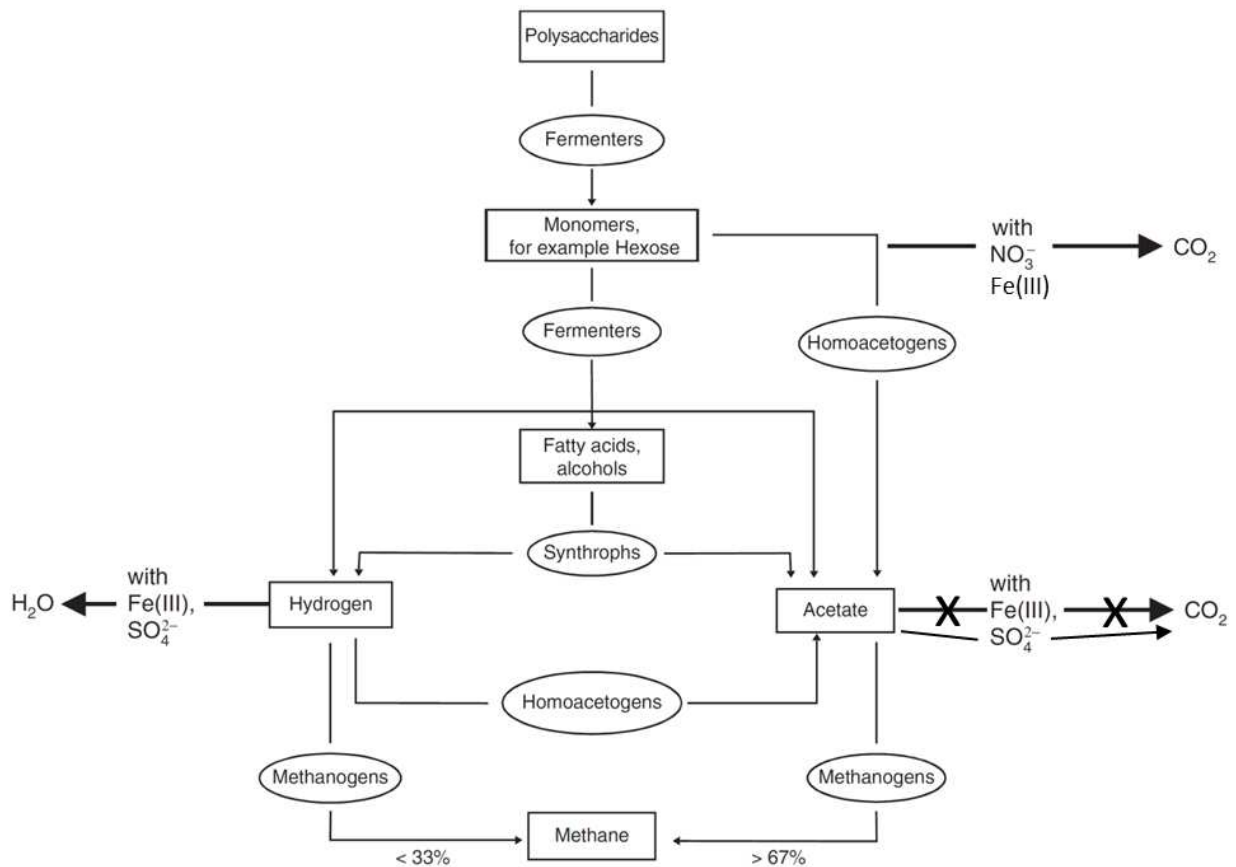 Polysaccharides
Fermenters
Monomers,
for example Hexose
with
NO₃⁻
Fe(III)
CO₂
Fermenters
Homoacetogens
Fatty acids,
alcohols
Synthrophs
H₂O
with
Fe(III),
SO₄²⁻
Hydrogen
Acetate
X
with
Fe(III),
SO₄²⁻
X
CO₂
Homoacetogens
Methanogens
Methanogens
Methane
< 33%
> 67%